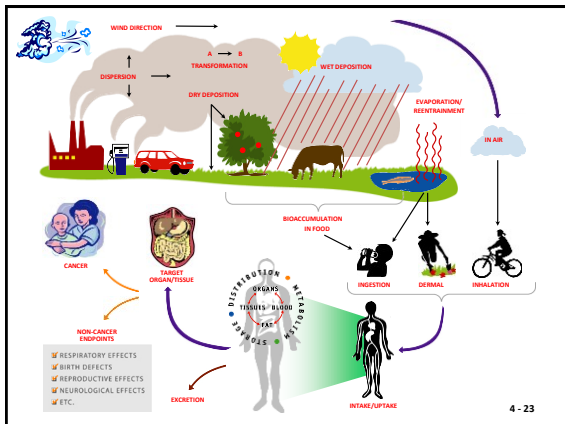 WIND DIRECTION
A
B
TRANSFORMATION
WET DEPOSITION
DISPERSION
DRY DEPOSITION
EVAPORATION/
REENTRAINMENT
IN AIR
BIOACCUMULATION
IN FOOD
CANCER
TARGET
ORGAN/TISSUE
INGESTION
DERMAL
INHALATION
DISTRIBUTION
METABOLISM
STORAGE
ORGANS
TISSUES
BLOOD
FAT
NON-CANCER
ENDPOINTS
RESPIRATORY EFFECTS
BIRTH DEFECTS
REPRODUCTIVE EFFECTS
NEUROLOGICAL EFFECTS
ETC.
EXCRETION
INTAKE/UPTAKE
4 - 23